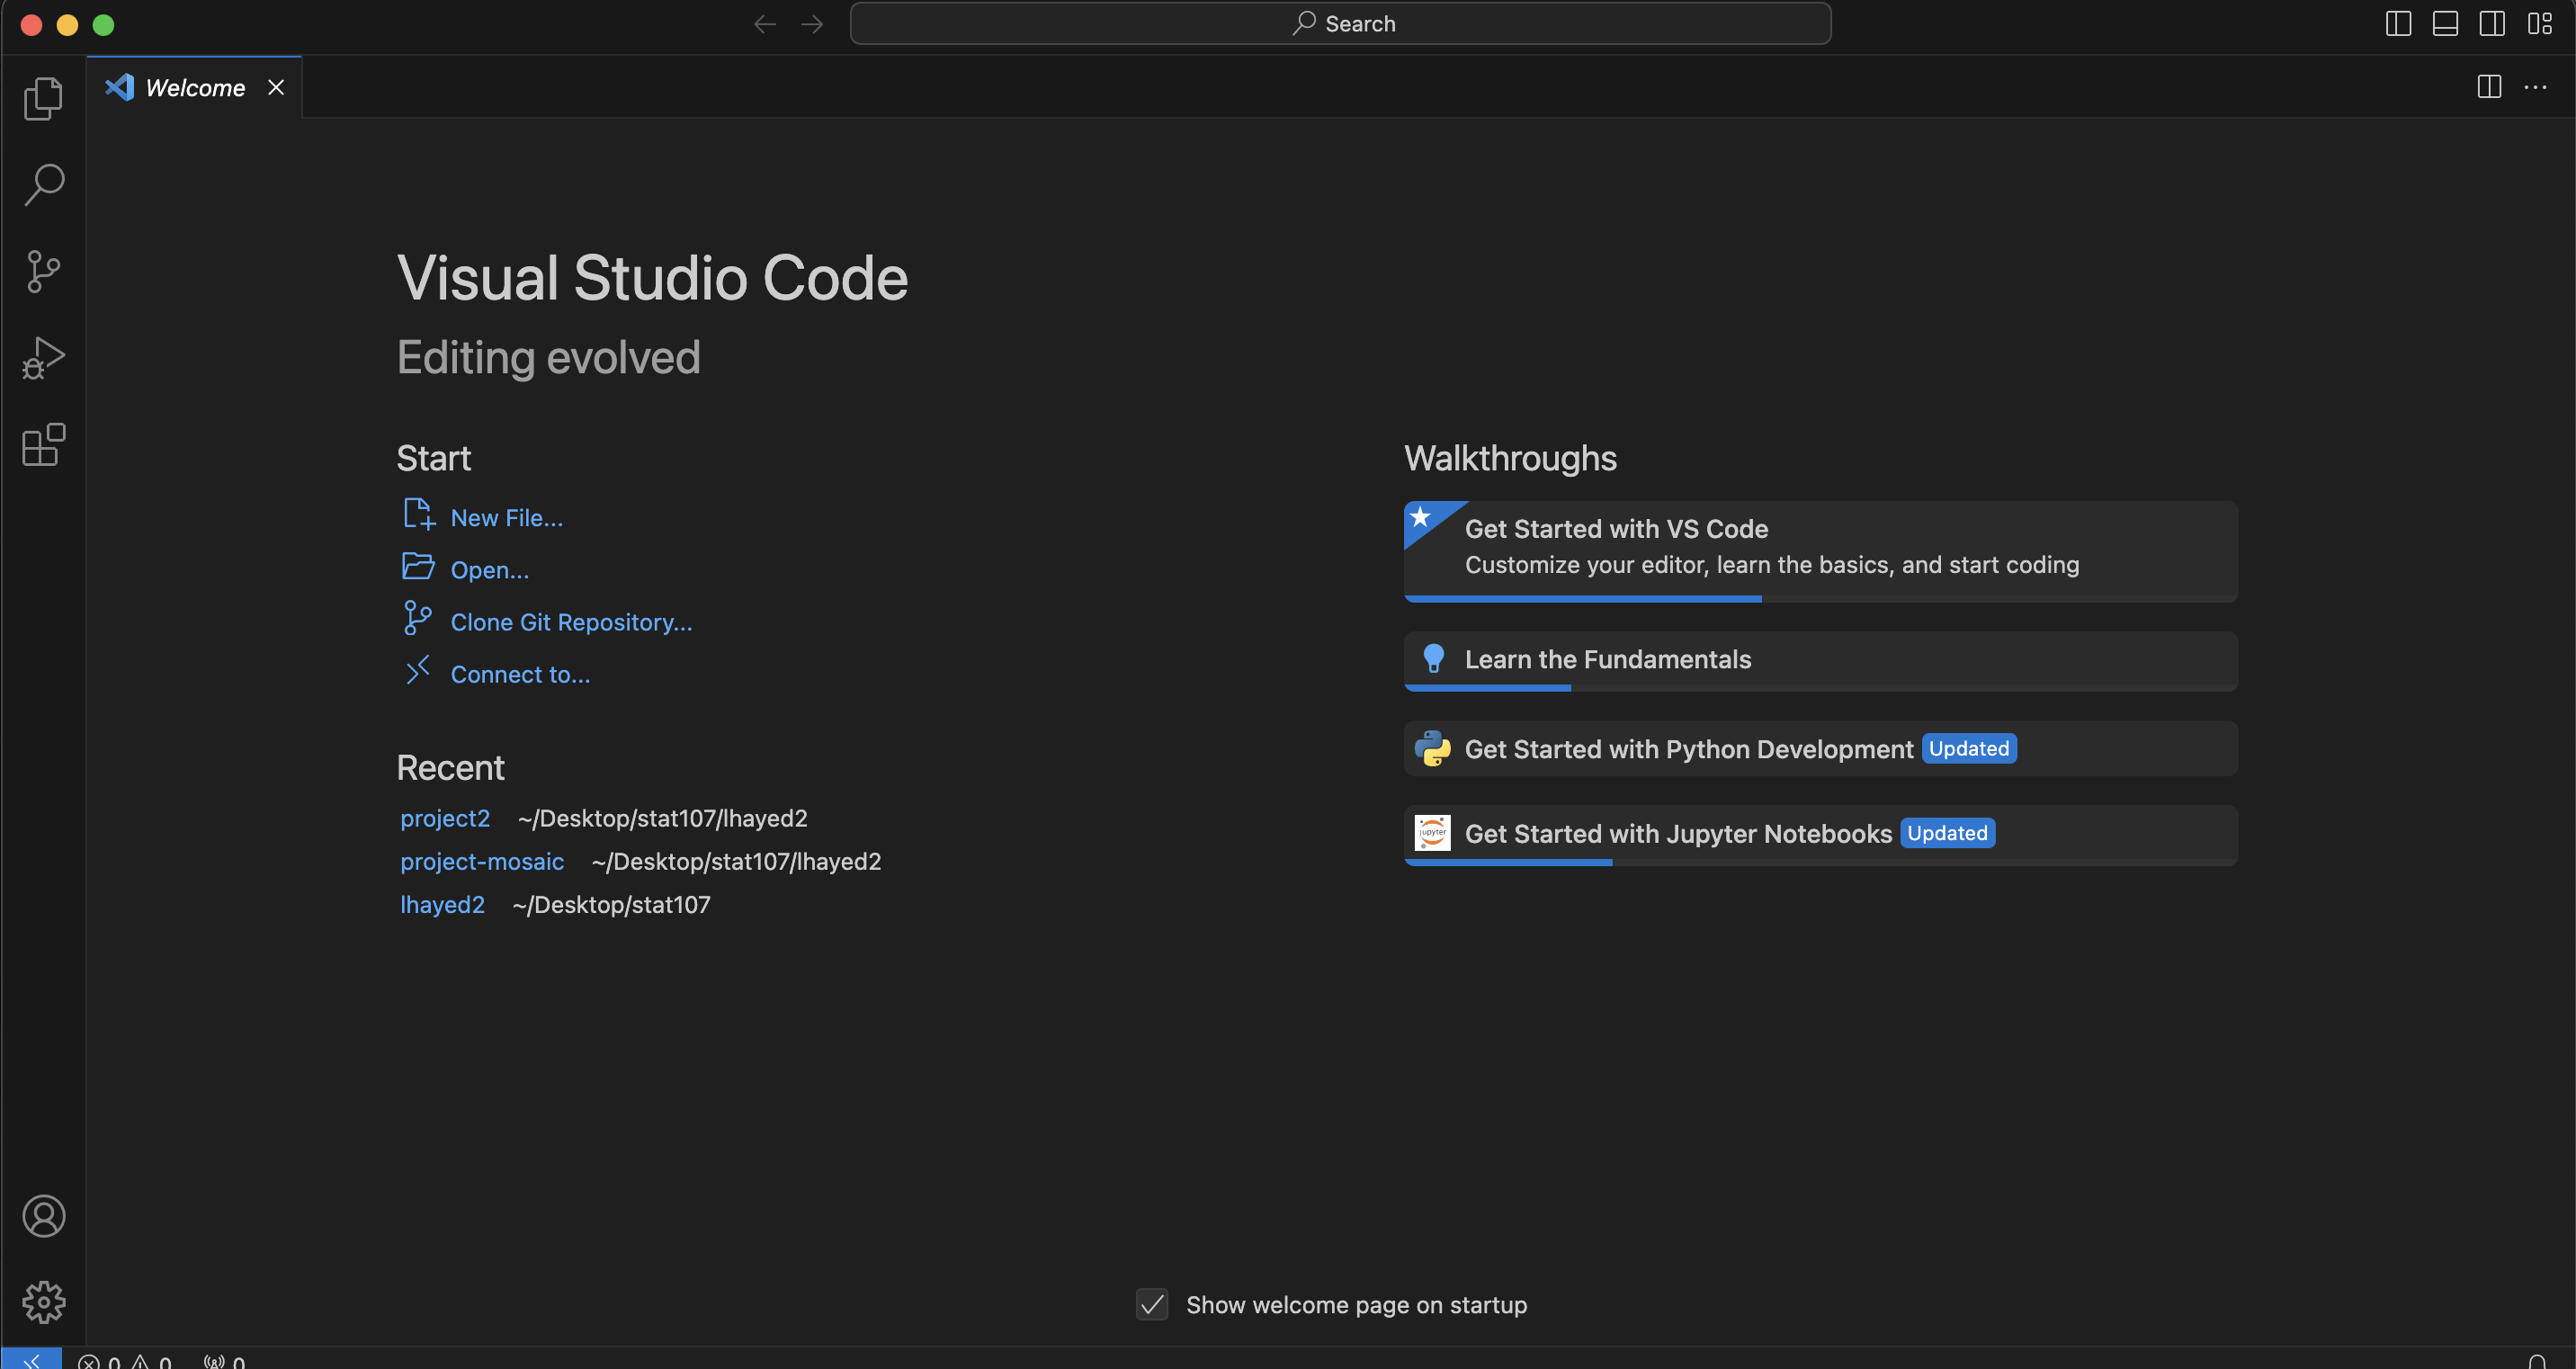 Search
Welcome
Visual Studio Code
Editing evolved
Start
New File...
Open...
Clone Git Repository...
Connect to...
Recent
project2 ~/Desktop/stat107/lhayed2
project-mosaic ~/Desktop/stat107/lhayed2
lhayed2 ~/Desktop/stat107
Walkthroughs
Get Started with VS Code
Customize your editor, learn the basics, and start coding
Learn the Fundamentals
Get Started with Python Development Updated
jupyter
Get Started with Jupyter Notebooks Updated
Show welcome page on startup
0 0 0